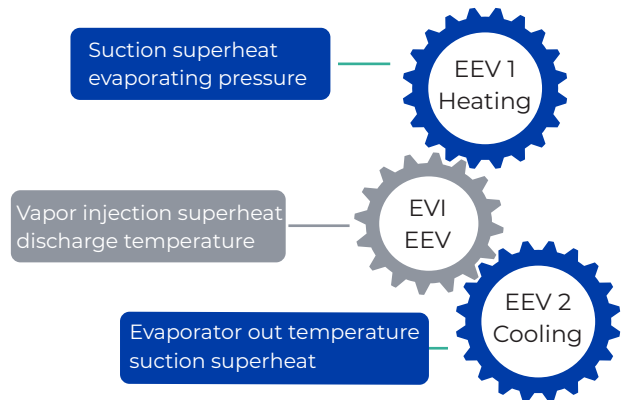 Suction superheat
evaporating pressure
EEV 1
Heating
Vapor injection superheat
discharge temperature
EVI
EEV
Evaporator out temperature
suction superheat
EEV 2
Cooling